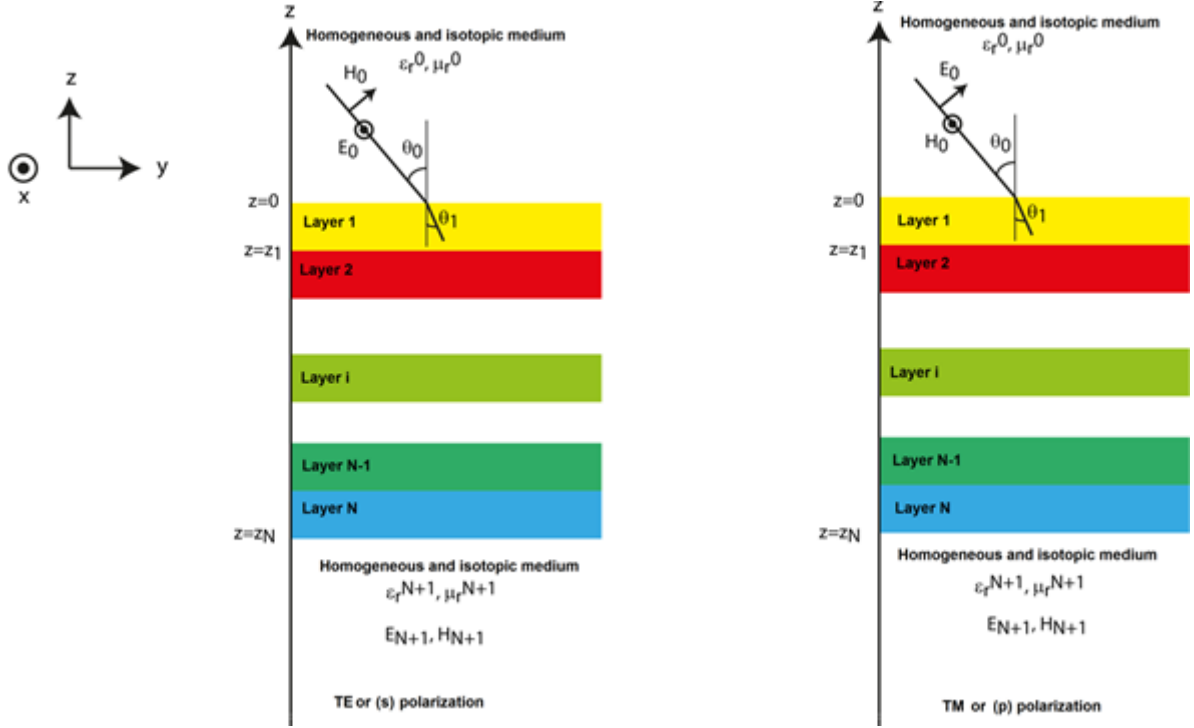 z
y
x
z
Homogeneous and isotopic medium
εr0, μr0
H0
E0
θ0
z=0
Layer 1
θ1
z=z1
Layer 2
Layer i
Layer N-1
Layer N
z=zN
Homogeneous and isotopic medium
εrN+1, μrN+1
EN+1, HN+1
TE or (s) polarization
z
Homogeneous and isotopic medium
εr0, μr0
E0
H0
θ0
z=0
Layer 1
θ1
z=z1
Layer 2
Layer i
Layer N-1
Layer N
z=zN
Homogeneous and isotopic medium
εrN+1, μrN+1
EN+1, HN+1
TM or (p) polarization